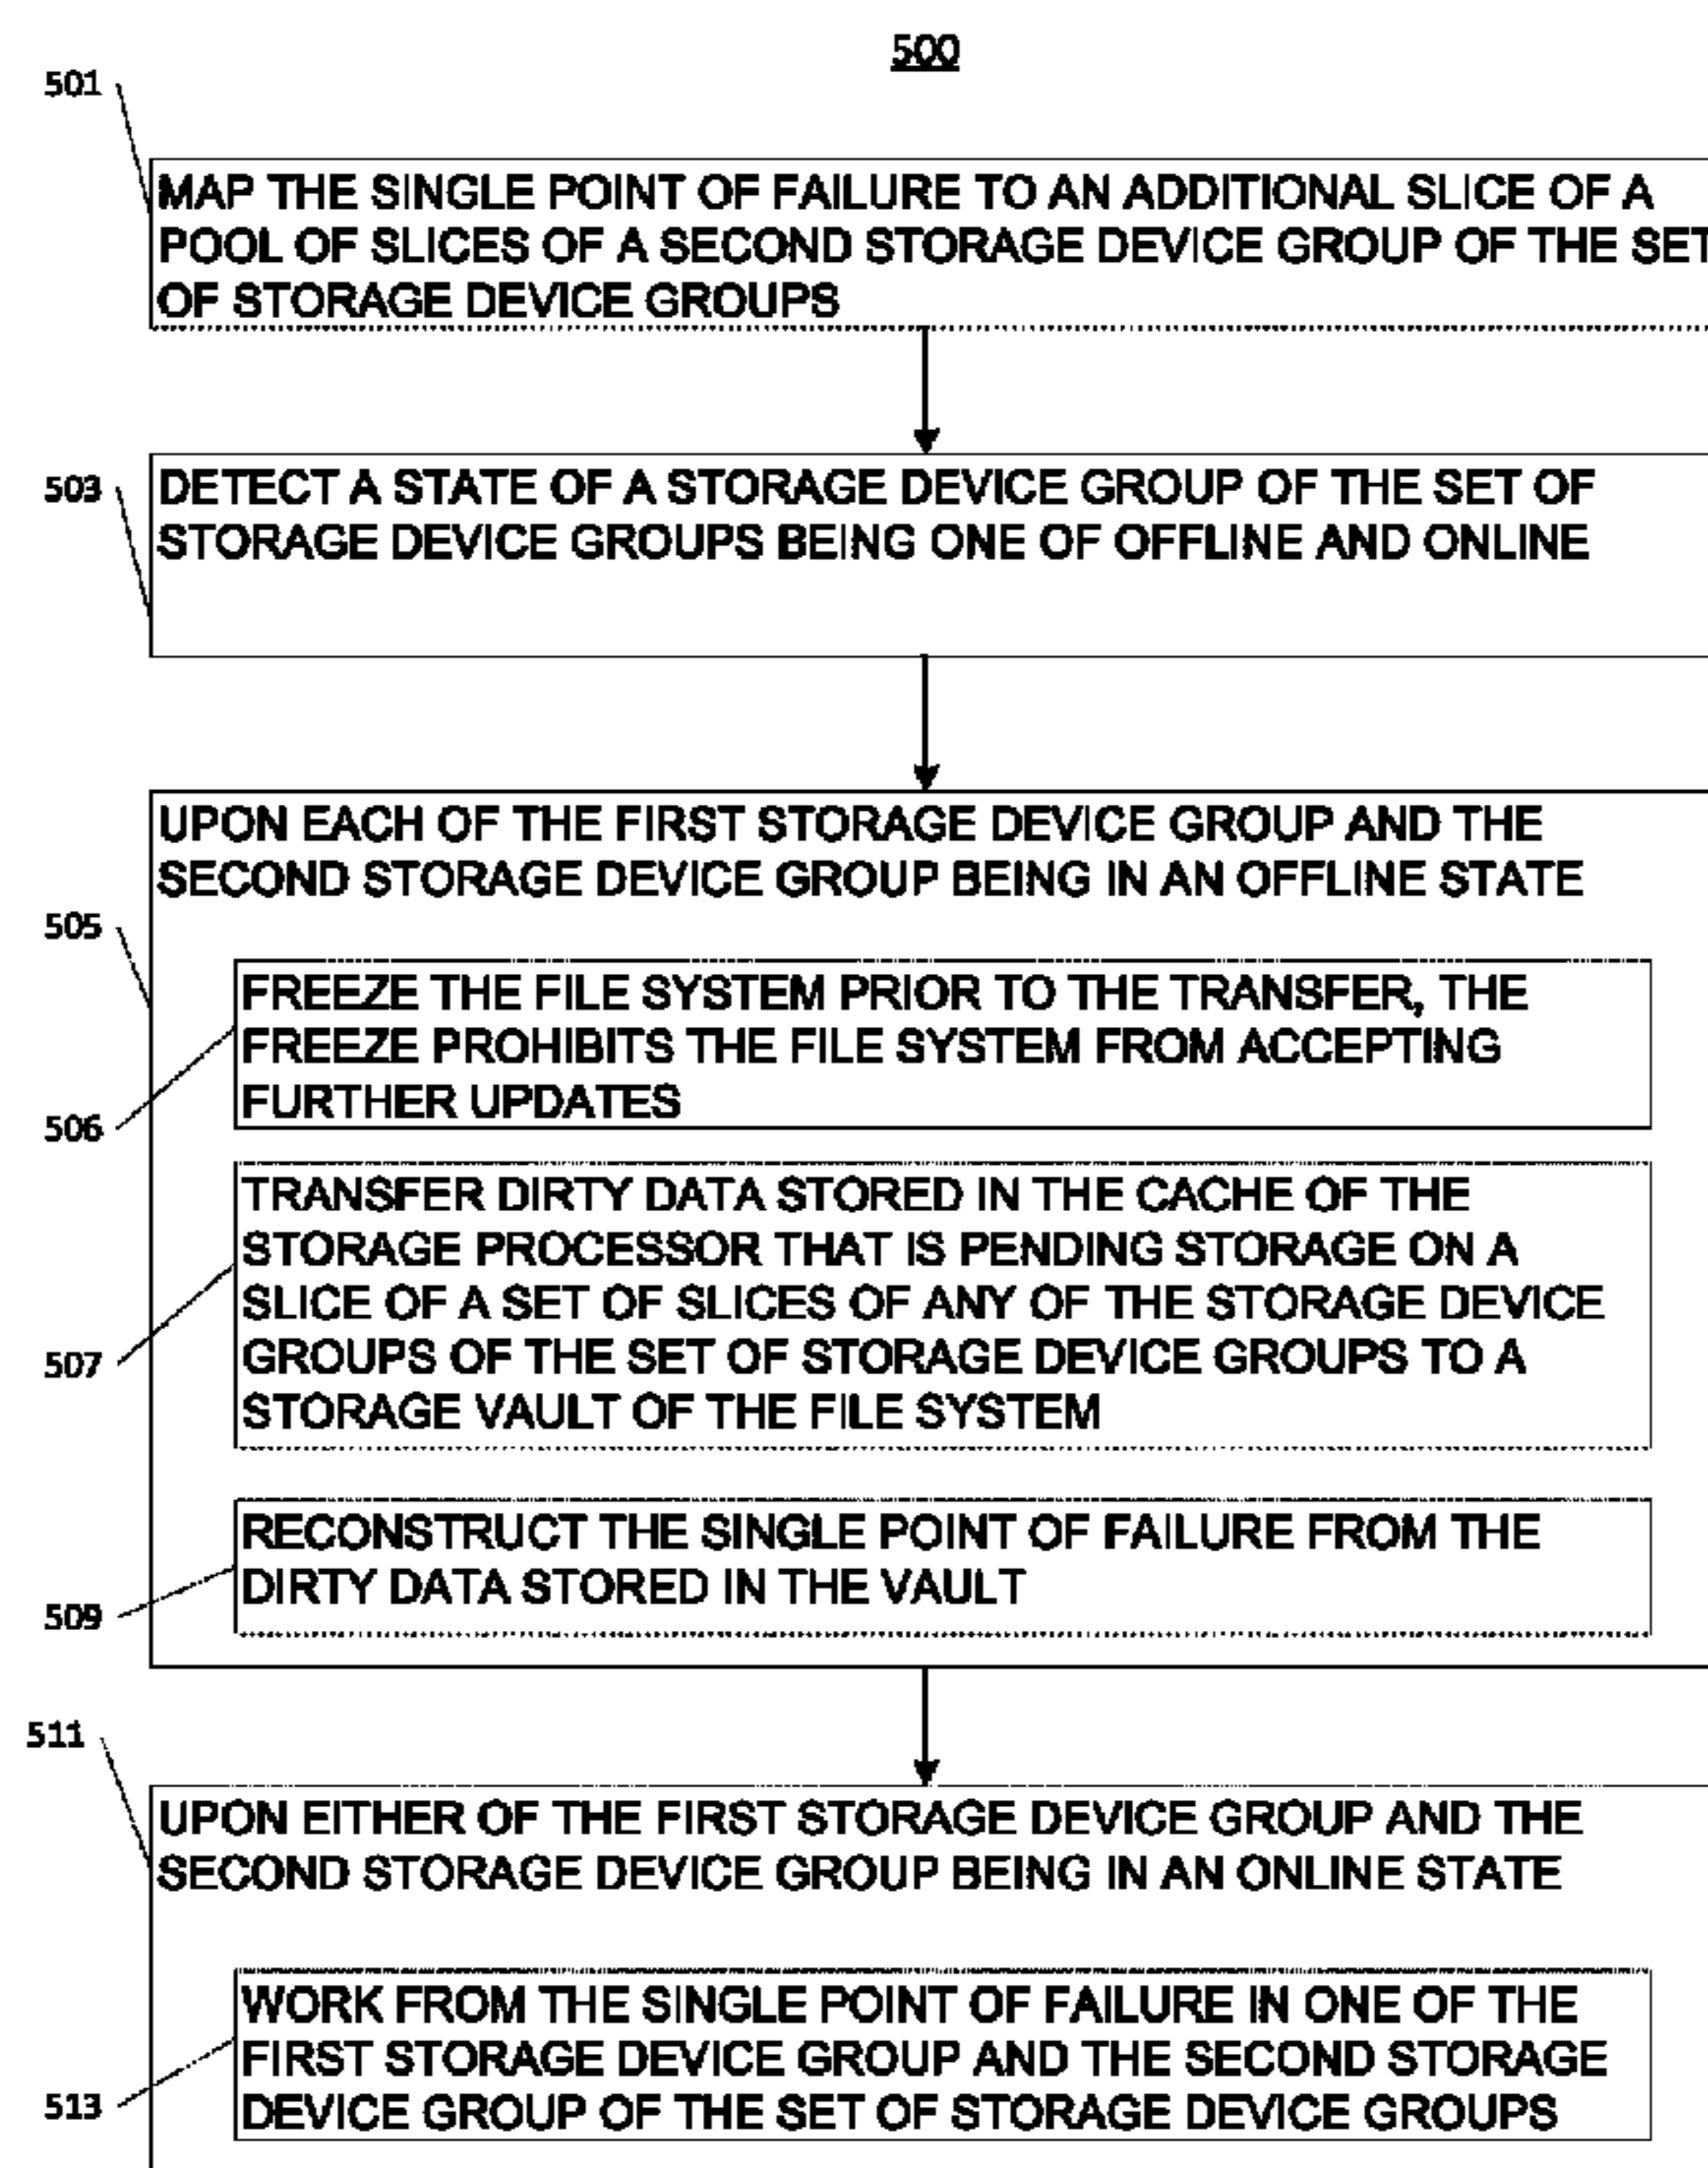 500
501
MAP THE SINGLE POINT OF FAILURE TO AN ADDITIONAL SLICE OF A
POOL OF SLICES OF A SECOND STORAGE DEVICE GROUP OF THE SET
OF STORAGE DEVICE GROUPS
503
DETECT A STATE OF A STORAGE DEVICE GROUP OF THE SET OF
STORAGE DEVICE GROUPS BEING ONE OF OFFLINE AND ONLINE
UPON EACH OF THE FIRST STORAGE DEVICE GROUP AND THE
SECOND STORAGE DEVICE GROUP BEING IN AN OFFLINE STATE
505
FREEZE THE FILE SYSTEM PRIOR TO THE TRANSFER, THE
FREEZE PROHIBITS THE FILE SYSTEM FROM ACCEPTING
FURTHER UPDATES
506
TRANSFER DIRTY DATA STORED IN THE CACHE OF THE
STORAGE PROCESSOR THAT IS PENDING STORAGE ON A
SLICE OF A SET OF SLICES OF ANY OF THE STORAGE DEVICE
GROUPS OF THE SET OF STORAGE DEVICE GROUPS TO A
STORAGE VAULT OF THE FILE SYSTEM
507
RECONSTRUCT THE SINGLE POINT OF FAILURE FROM THE
DIRTY DATA STORED IN THE VAULT
509
511
UPON EITHER OF THE FIRST STORAGE DEVICE GROUP AND THE
SECOND STORAGE DEVICE GROUP BEING IN AN ONLINE STATE
WORK FROM THE SINGLE POINT OF FAILURE IN ONE OF THE
FIRST STORAGE DEVICE GROUP AND THE SECOND STORAGE
DEVICE GROUP OF THE SET OF STORAGE DEVICE GROUPS
513